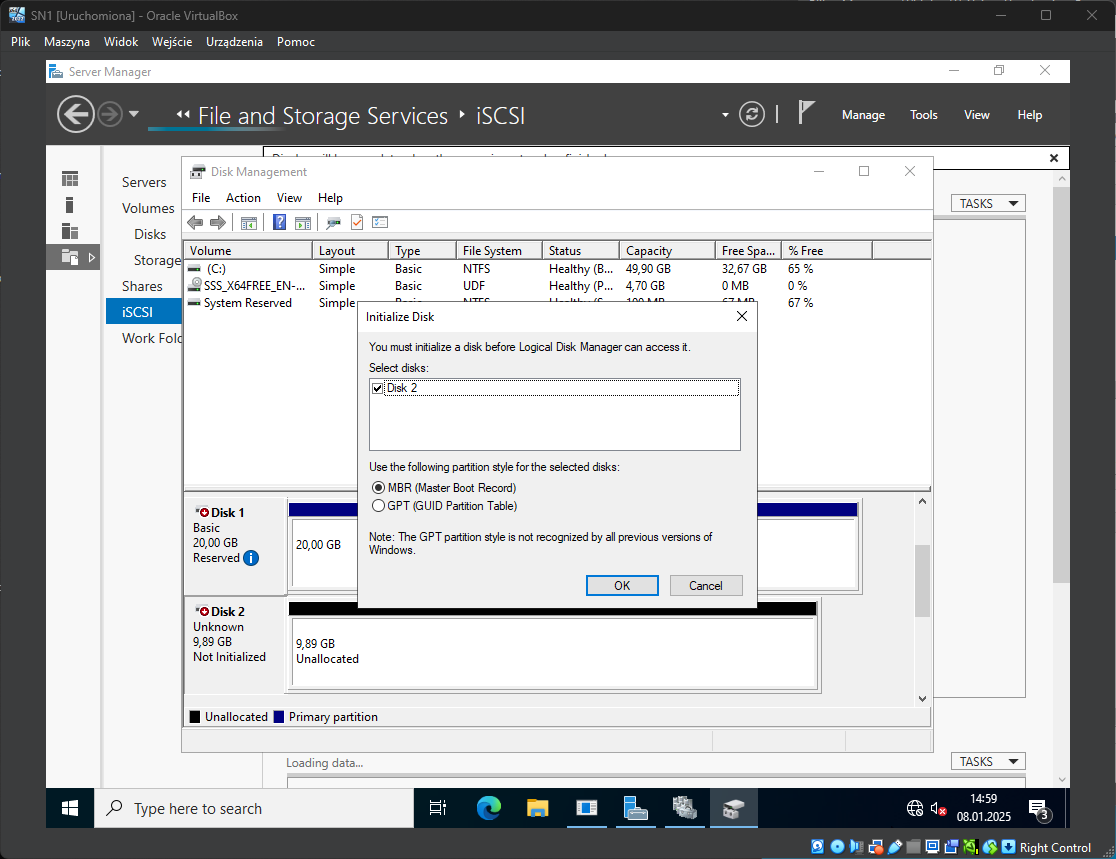 SN1 [Uruchomiona] - Oracle VirtualBox
Plik Maszyna Widok Wejście Urządzenia Pomoc
Server Manager
File and Storage Services iSCSI
Manage Tools View Help
Servers
Volumes
Disks
Storage
Shares
iSCSI
Work Fold
TASKS
Disk Management
File Action View Help
Volume Layout Type File System Status Capacity Free Spa... % Free
(C:) Simple Basic NTFS Healthy (B... 49,90 GB 32,67 GB 65 %
SSS_X64FREE_EN-... Simple Basic UDF Healthy (P... 4,70 GB 0 MB 0 %
System Reserved Simple Basic NTFS Healthy (S... 100 MB 67 MB 67 %
Initialize Disk
You must initialize a disk before Logical Disk Manager can access it.
Select disks:
Disk 2
Use the following partition style for the selected disks:
MBR (Master Boot Record)
GPT (GUID Partition Table)
Note: The GPT partition style is not recognized by all previous versions of
Windows.
OK Cancel
Disk 1
Basic
20,00 GB
Reserved
20,00 GB
Disk 2
Unknown
9,89 GB
Not Initialized
9,89 GB
Unallocated
Unallocated Primary partition
Loading data...
TASKS
Type here to search
14:59
08.01.2025
3
Right Control